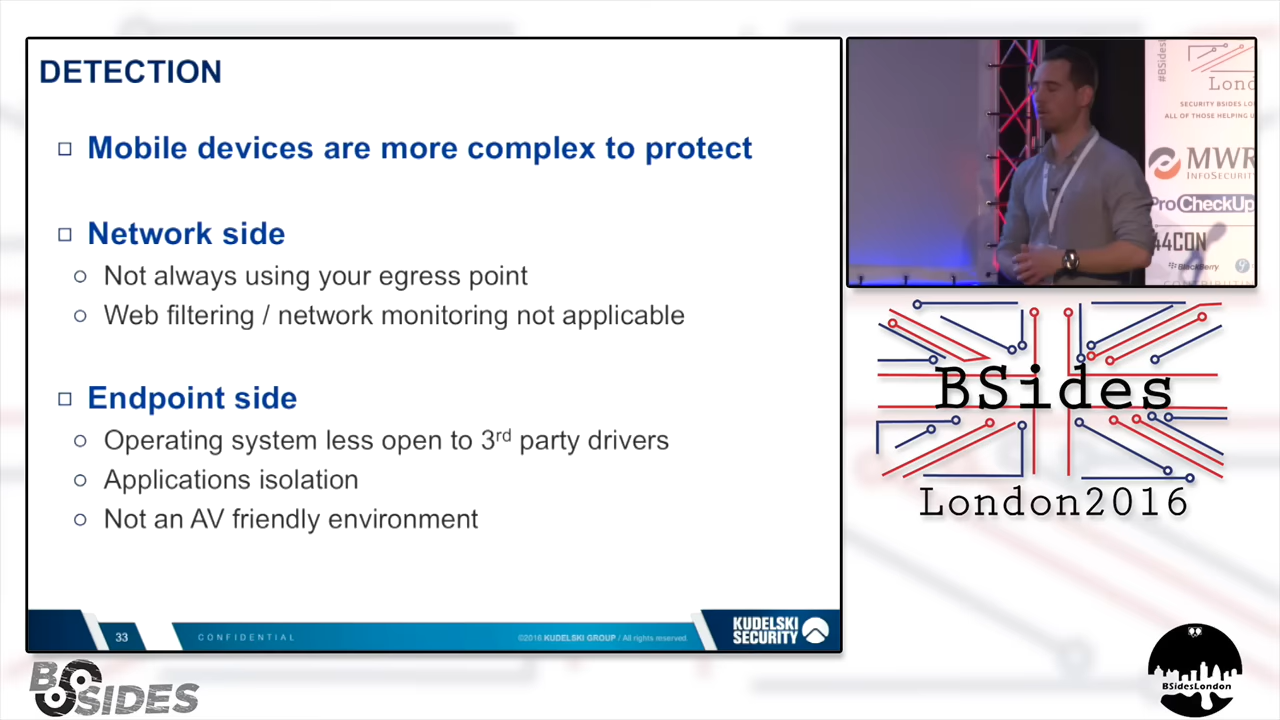 DETECTION
Mobile devices are more complex to protect
Network side
Not always using your egress point
Web filtering / network monitoring not applicable
Endpoint side
Operating system less open to 3rd party drivers
Applications isolation
Not an AV friendly environment
33
CONFIDENTIAL
©2016 KUDELSKI GROUP / All rights reserved.
KUDELSKI
SECURITY
#BSides
Lond
SECURITY BSIDES LO
ALL OF THOSE HELPING U
MWR
INFOSECURIT
ProCheckUp
44CON
BlackBerry
BSides
London2016
BSIDES
BSidesLondon